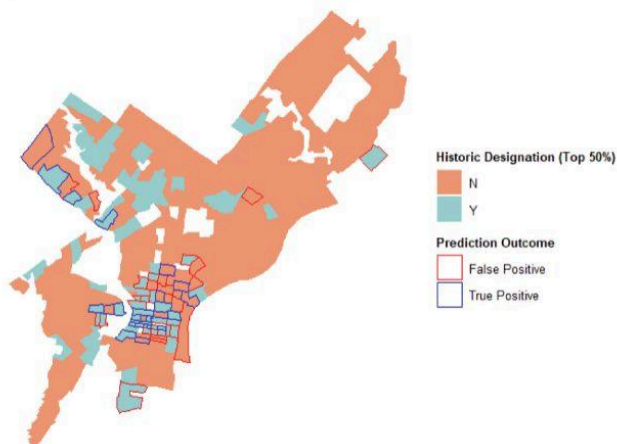 Historic Designation (Top 50%)
N
Y
Prediction Outcome
False Positive
True Positive